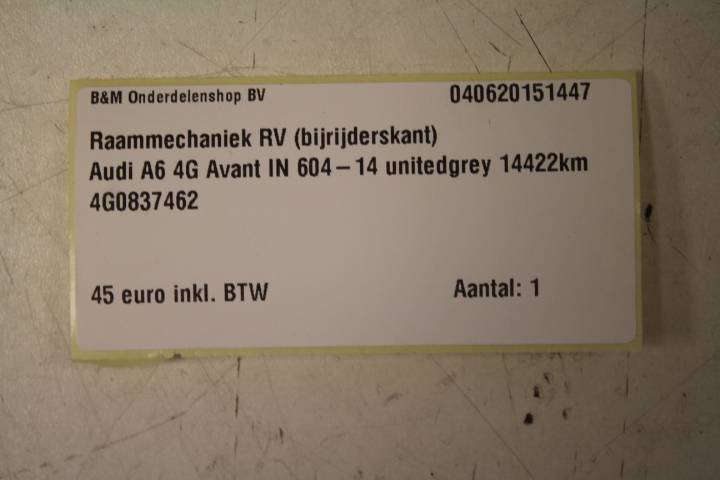 B&M Onderdelenshop BV 040620151447
Raammechaniek RV (bijrijderskant)
Audi A6 4G Avant IN 604-14 unitedgrey 14422km
4G0837462
45 euro inkl. BTW Aantal: 1